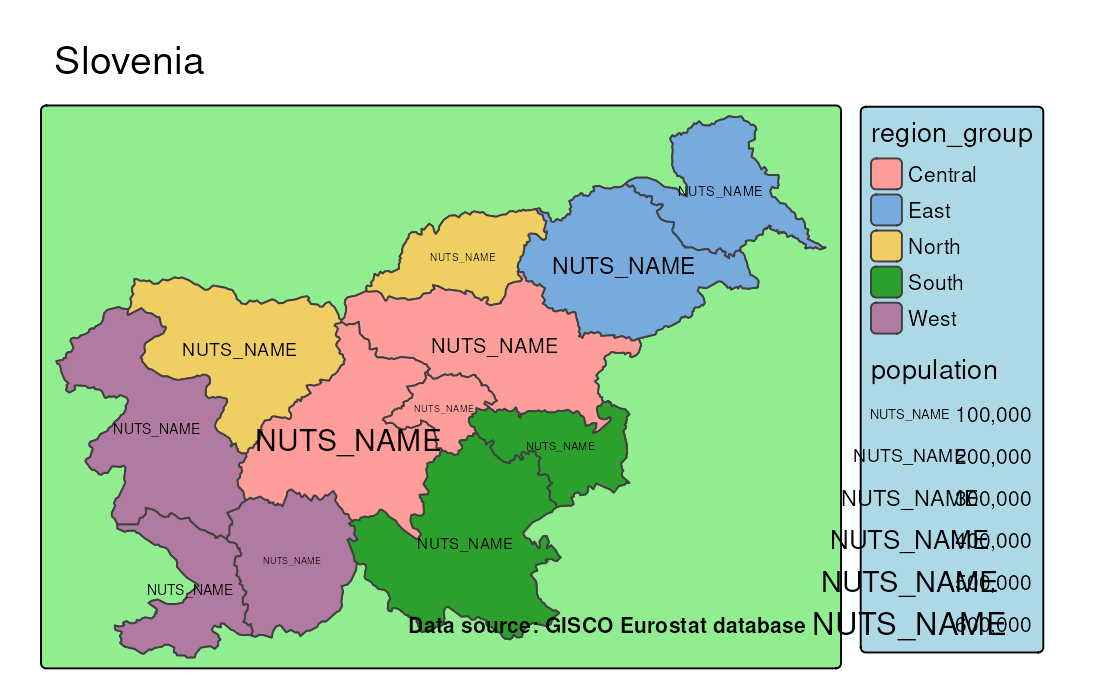 Slovenia
NUTS_NAME
NUTS_NAME
NUTS_NAME
NUTS_NAME
NUTS_NAME
NUTS_NAME
NUTS_NAME
NUTS_NAME
NUTS_NAME
NUTS_NAME
NUTS_NAME
NUTS_NAME
Data source: GISCO Eurostat database
region_group
Central
East
North
South
West
population
NUTS_NAME 100,000
NUTS_NAME 200,000
NUTS_NAME 300,000
NUTS_NAME 400,000
NUTS_NAME 500,000
NUTS_NAME 600,000